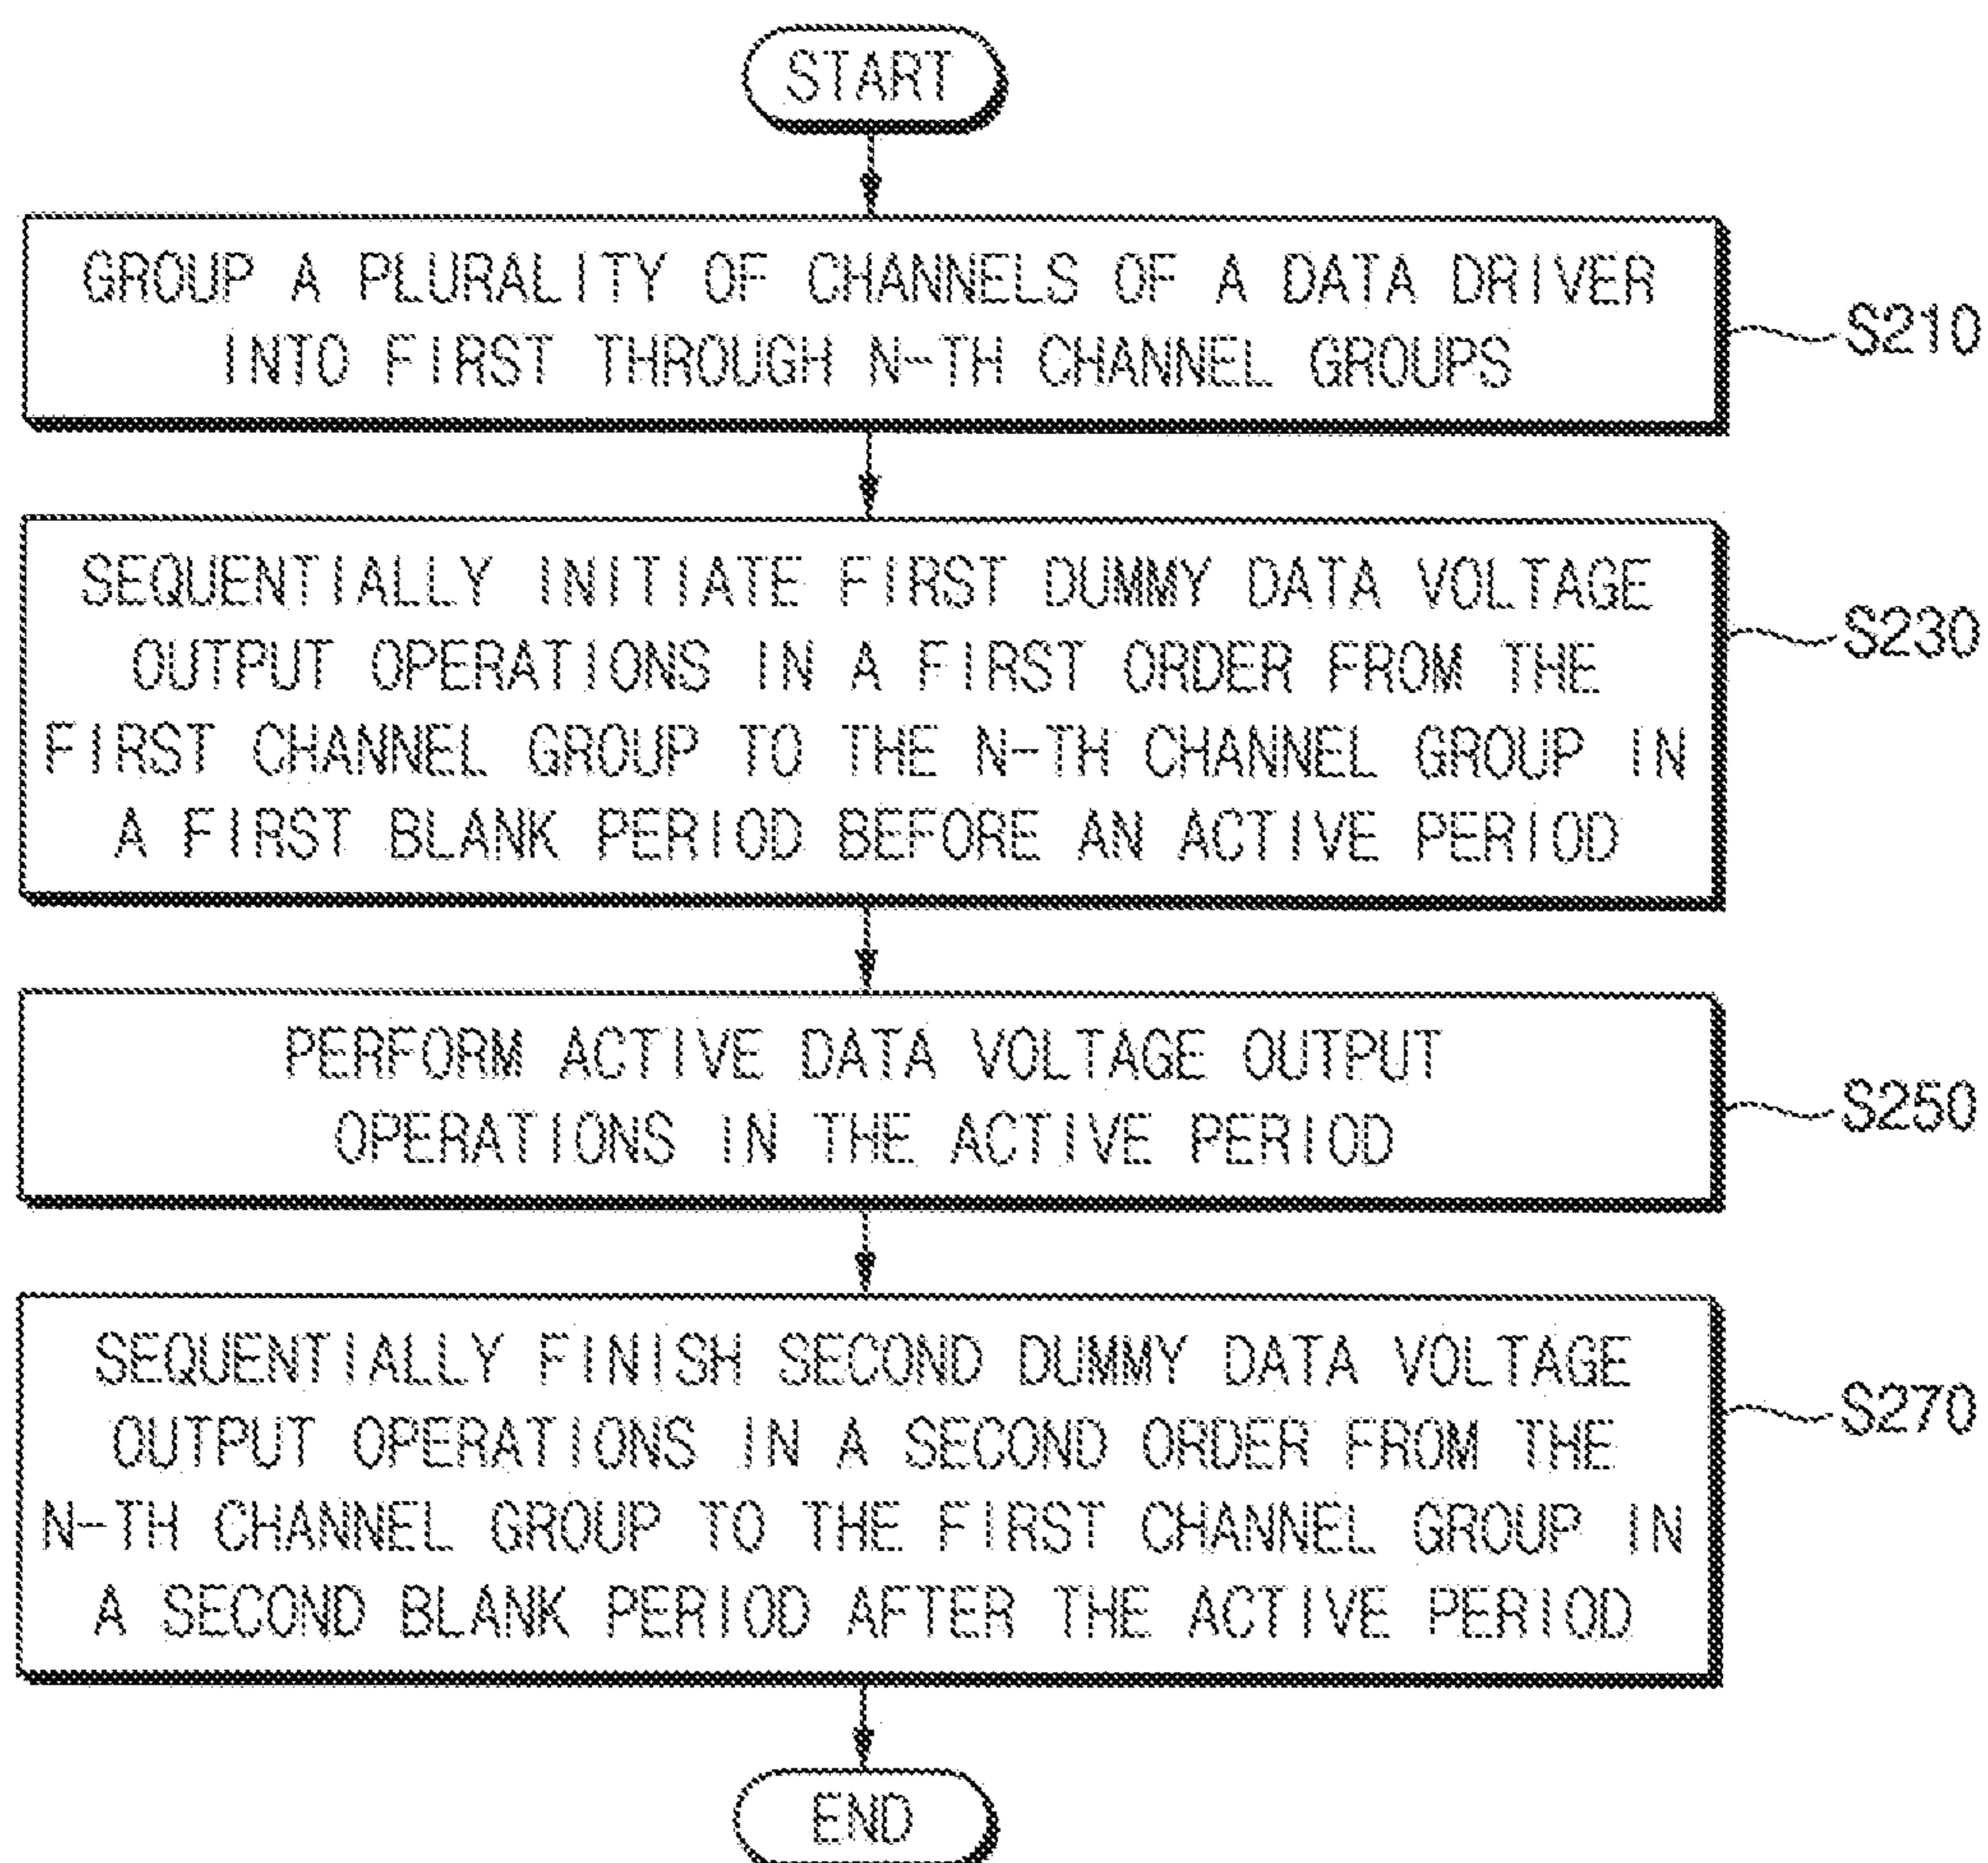 START
GROUP A PLURALITY OF CHANNELS OF A DATA DRIVER
INTO FIRST THROUGH N-TH CHANNEL GROUPS
S210
SEQUENTIALLY INITIATE FIRST DUMMY DATA VOLTAGE
OUTPUT OPERATIONS IN A FIRST ORDER FROM THE
FIRST CHANNEL GROUP TO THE N-TH CHANNEL GROUP IN
A FIRST BLANK PERIOD BEFORE AN ACTIVE PERIOD
S230
PERFORM ACTIVE DATA VOLTAGE OUTPUT
OPERATIONS IN THE ACTIVE PERIOD
S250
SEQUENTIALLY FINISH SECOND DUMMY DATA VOLTAGE
OUTPUT OPERATIONS IN A SECOND ORDER FROM THE
N-TH CHANNEL GROUP TO THE FIRST CHANNEL GROUP IN
A SECOND BLANK PERIOD AFTER THE ACTIVE PERIOD
S270
END